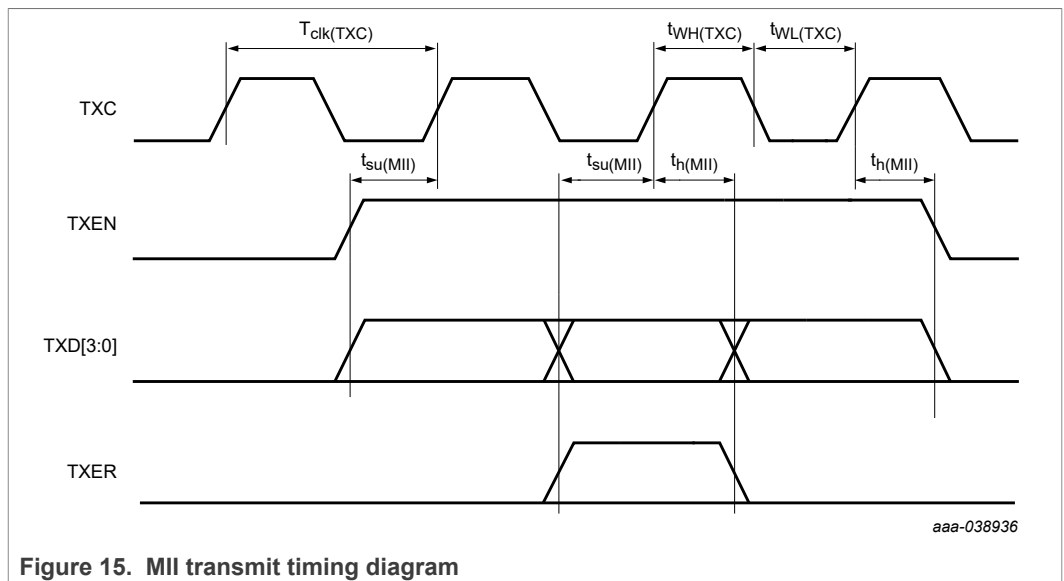 Tclk(TXC)
tWH(TXC) tWL(TXC)
TXC
tsu(MII) tsu(MII) th(MII) th(MII)
TXEN
TXD[3:0]
TXER
aaa-038936
Figure 15. MII transmit timing diagram